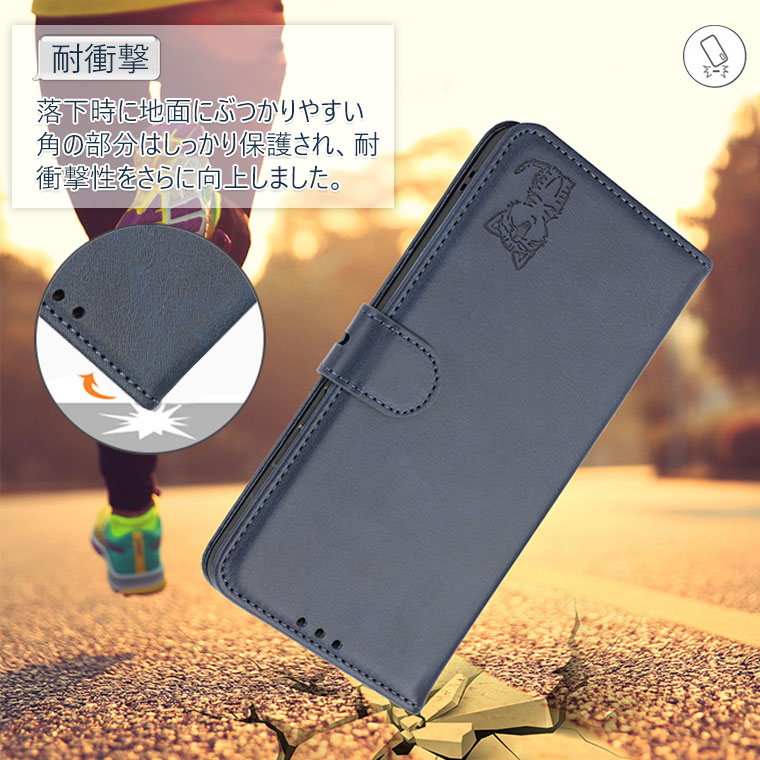 耐衝撃
落下時に地面にぶつかりやすい
角の部分はしっかり保護され、耐
衝撃性をさらに向上しました。